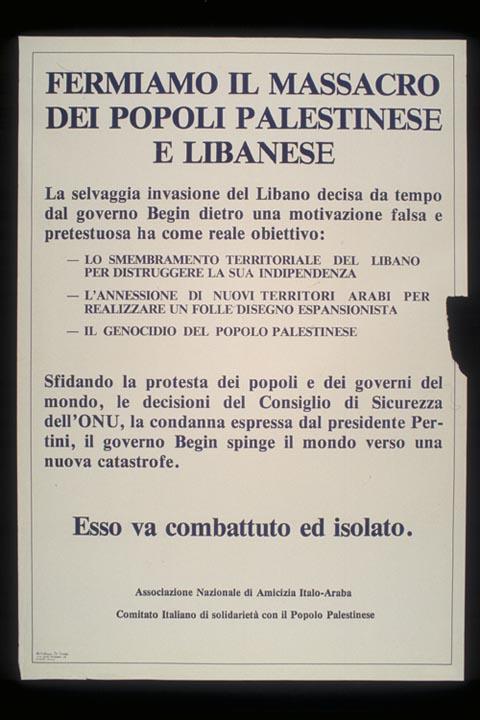 FERMIAMO IL MASSACRO
DEI POPOLI PALESTINESE
E LIBANESE
La selvaggia invasione del Libano decisa da tempo
dal governo Begin dietro una motivazione falsa e
pretestuosa ha come reale obiettivo:
— LO SMEMBRAMENTO TERRITORIALE DEL LIBANO
PER DISTRUGGERE LA SUA INDIPENDENZA
— L'ANNESSIONE DI NUOVI TERRITORI ARABI PER
REALIZZARE UN FOLLE DISEGNO ESPANSIONISTA
— IL GENOCIDIO DEL POPOLO PALESTINESE
Sfidando la protesta dei popoli e dei governi del
mondo, le decisioni del Consiglio di Sicurezza
dell'ONU, la condanna espressa dal presidente Per-
tini, il governo Begin spinge il mondo verso una
nuova catastrofe.
Esso va combattuto ed isolato.
Associazione Nazionale di Amicizia Italo-Araba
Comitato Italiano di solidarietà con il Popolo Palestinese